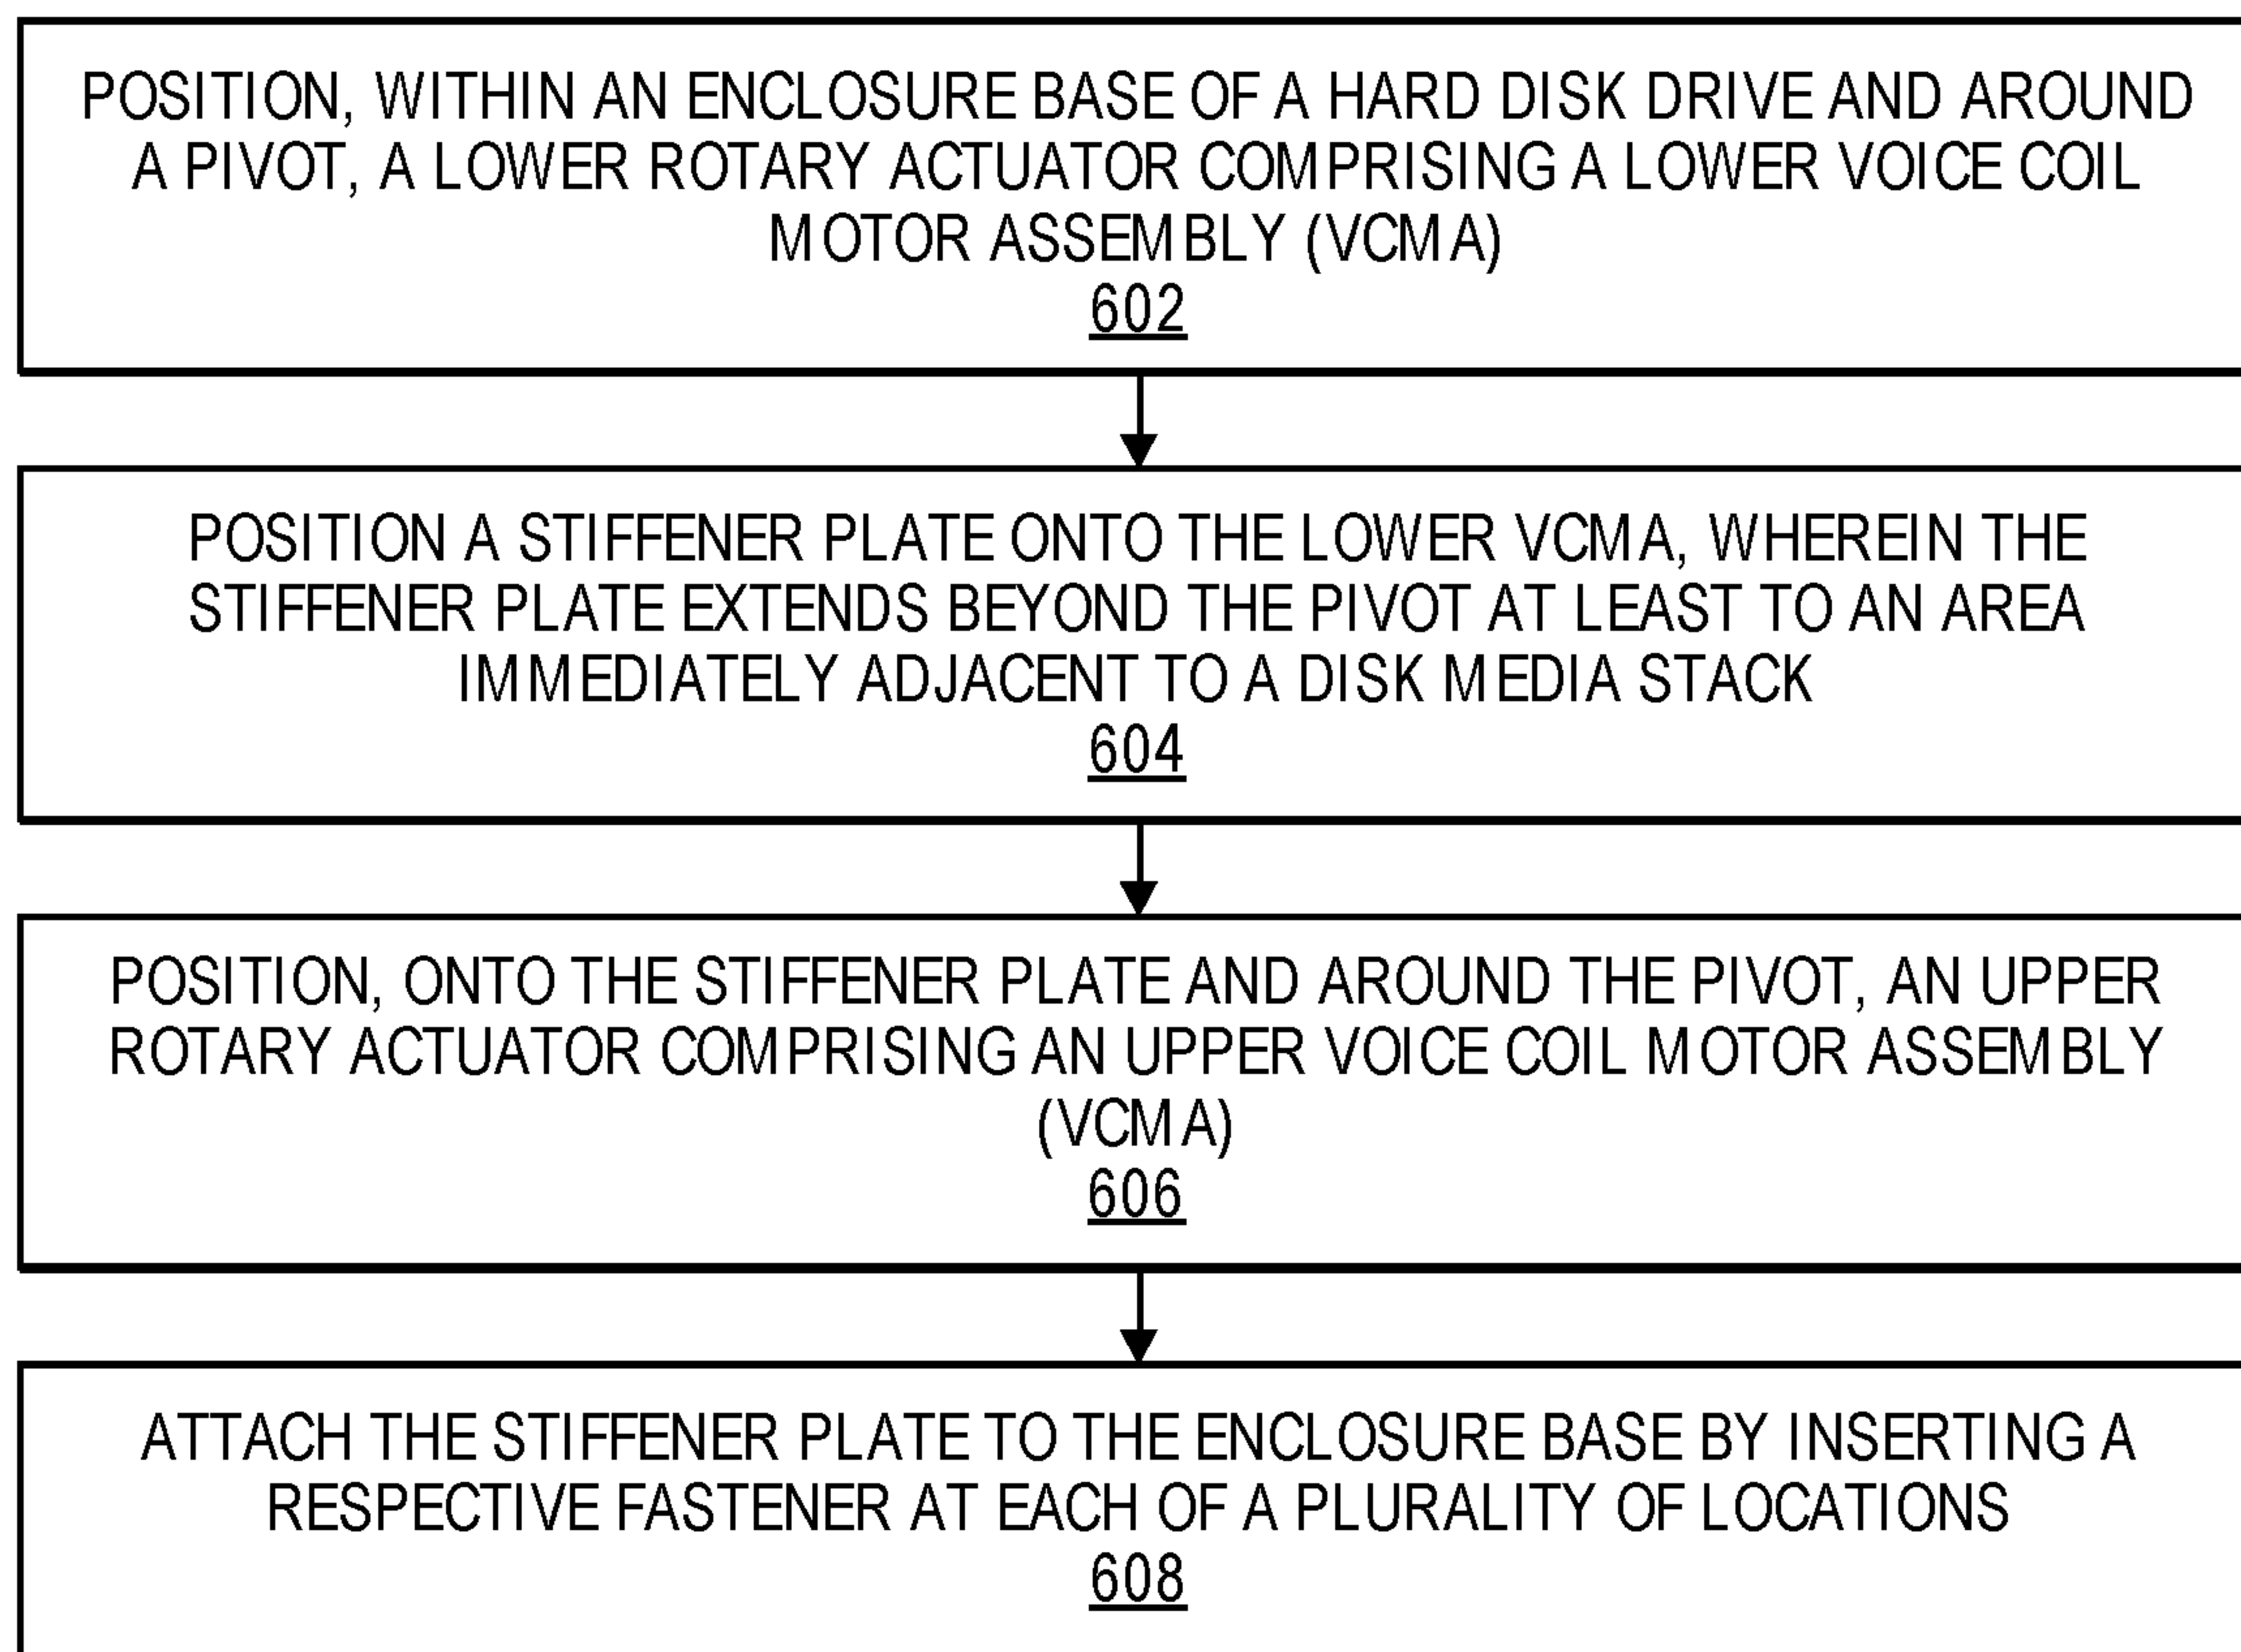 POSITION, WITHIN AN ENCLOSURE BASE OF A HARD DISK DRIVE AND AROUND
A PIVOT, A LOWER ROTARY ACTUATOR COMPRISING A LOWER VOICE COIL
MOTOR ASSEMBLY (VCMA)
602
POSITION A STIFFENER PLATE ONTO THE LOWER VCMA, WHEREIN THE
STIFFENER PLATE EXTENDS BEYOND THE PIVOT AT LEAST TO AN AREA
IMMEDIATELY ADJACENT TO A DISK MEDIA STACK
604
POSITION, ONTO THE STIFFENER PLATE AND AROUND THE PIVOT, AN UPPER
ROTARY ACTUATOR COMPRISING AN UPPER VOICE COIL MOTOR ASSEMBLY
(VCMA)
606
ATTACH THE STIFFENER PLATE TO THE ENCLOSURE BASE BY INSERTING A
RESPECTIVE FASTENER AT EACH OF A PLURALITY OF LOCATIONS
608